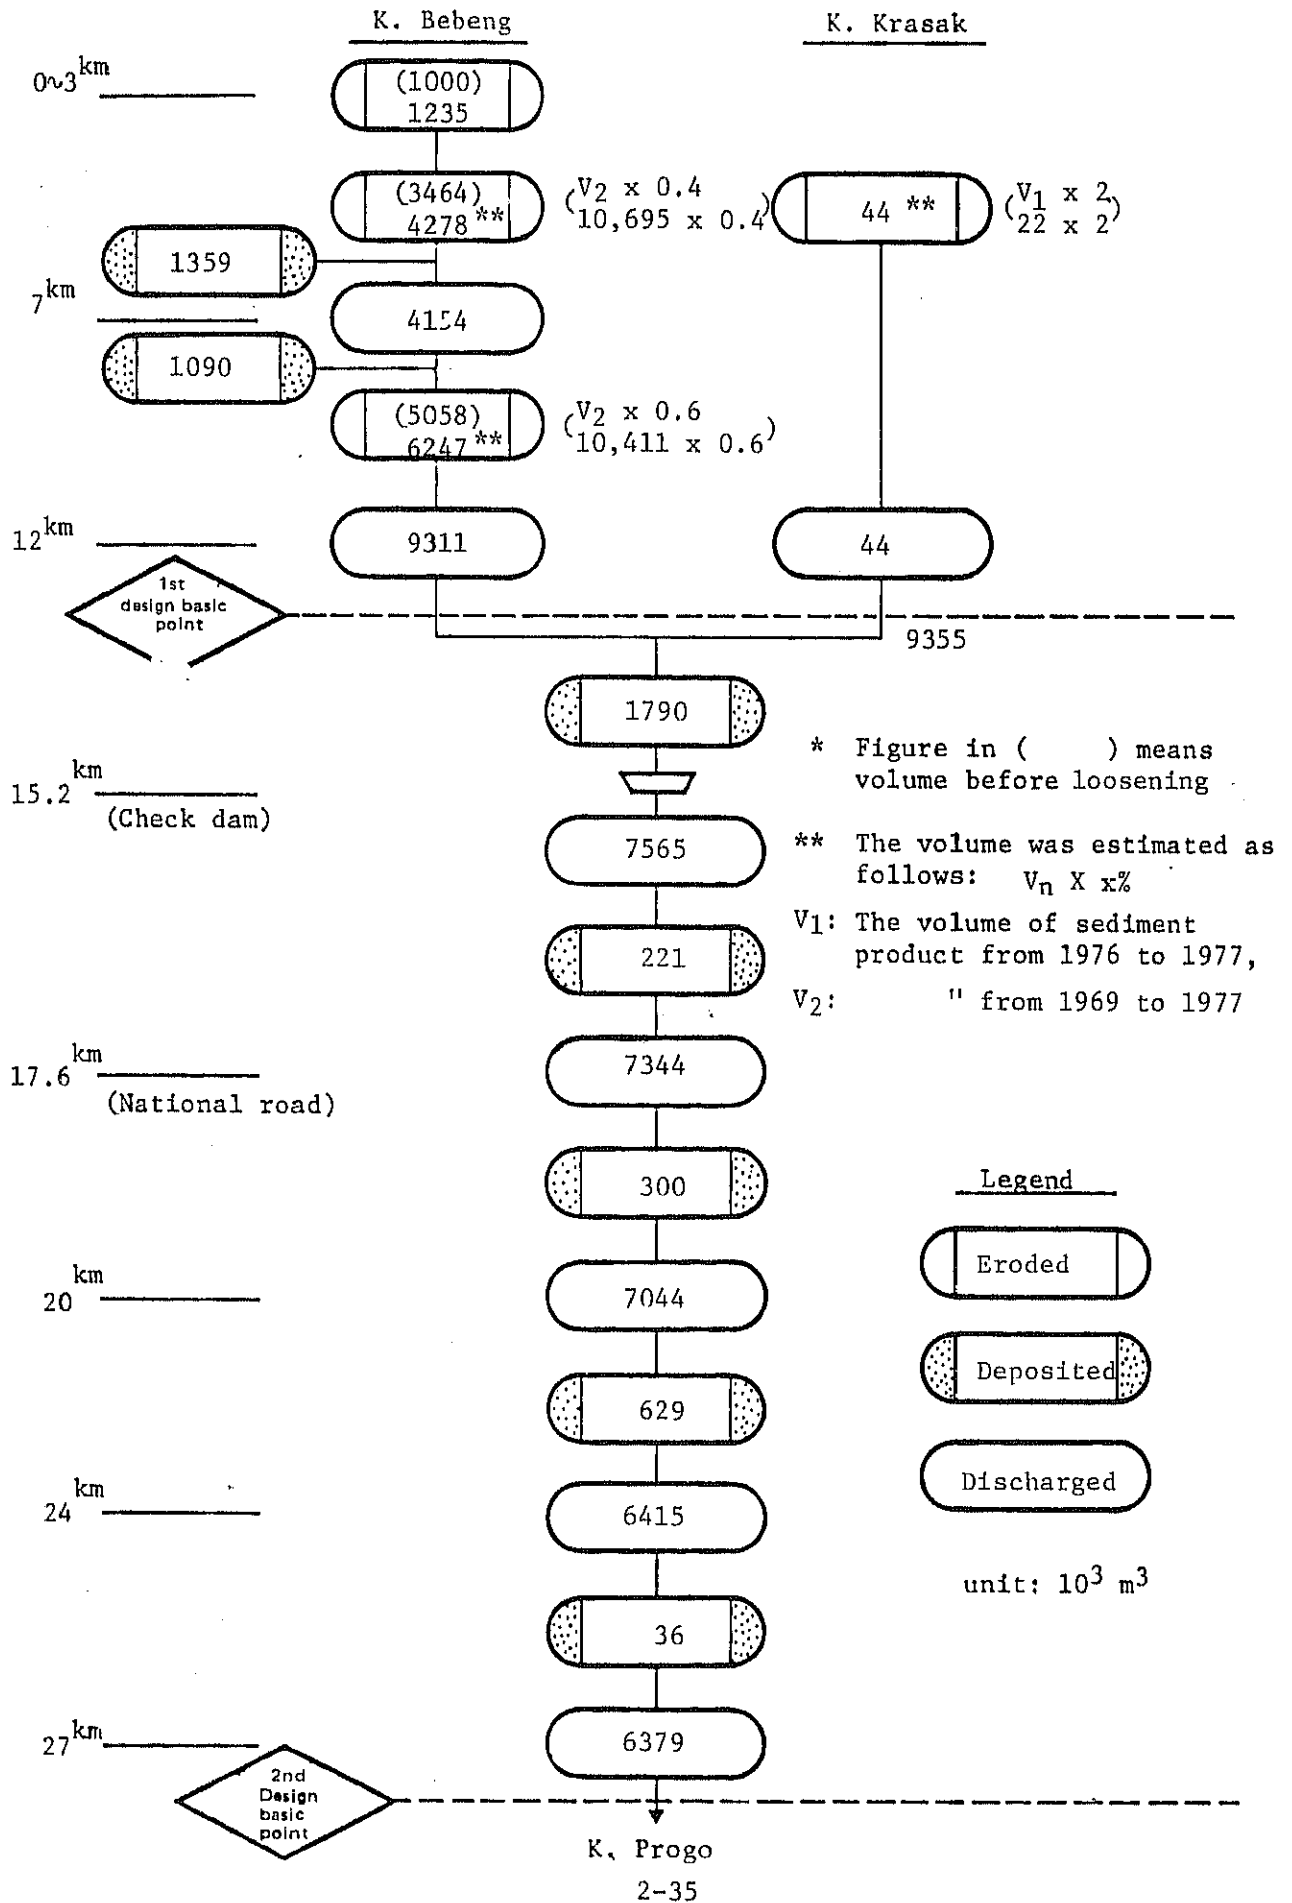 K. Bebeng
K. Krasak
0~3km
(1000)
1235
(3464)
4278 **
(V2 x 0.4
10,695 x 0.4)
44 **
(V1 x 2
22 x 2)
1359
7km
4154
1090
(5058)
6247 **
(V2 x 0.6
10,411 x 0.6)
12km
9311
44
1st
design basic
point
9355
1790
* Figure in ( ) means
volume before loosening
15.2km
(Check dam)
7565
** The volume was estimated as
follows: Vn X x%
V1: The volume of sediment
product from 1976 to 1977,
221
V2: " from 1969 to 1977
7344
17.6km
(National road)
300
Legend
Eroded
20km
7044
Deposited
629
24km
Discharged
6415
unit: 10³ m³
36
27km
6379
2nd
Design
basic
point
K. Progo
2-35